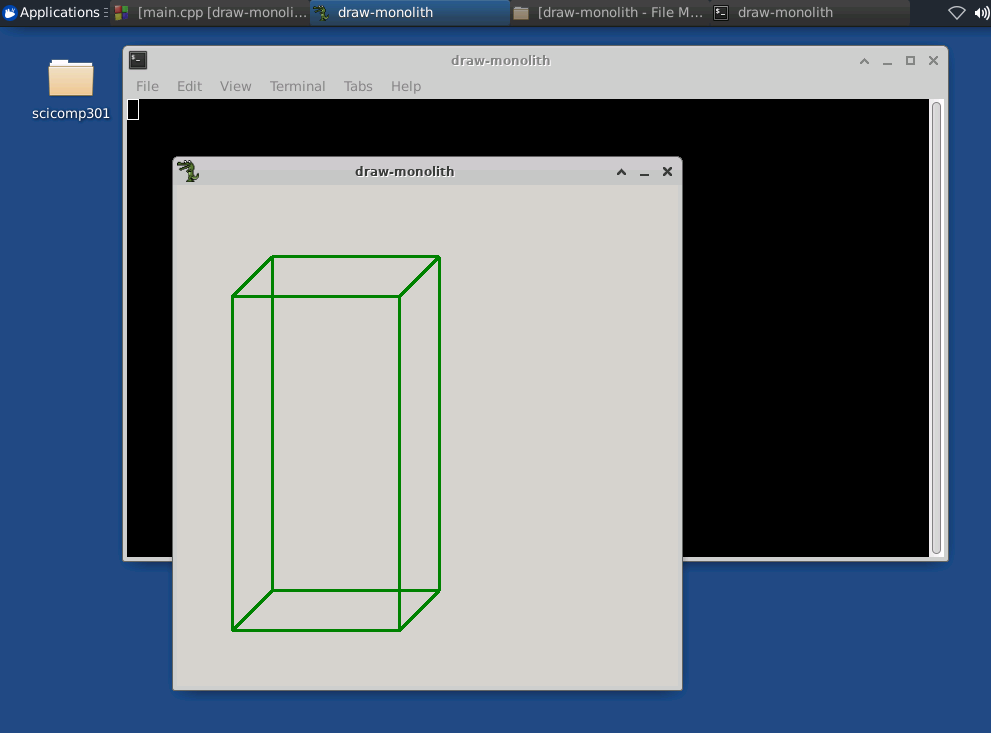 Applications [main.cpp [draw-monoli... draw-monolith [draw-monolith - File M... draw-monolith
scicomp301
draw-monolith
File Edit View Terminal Tabs Help
draw-monolith